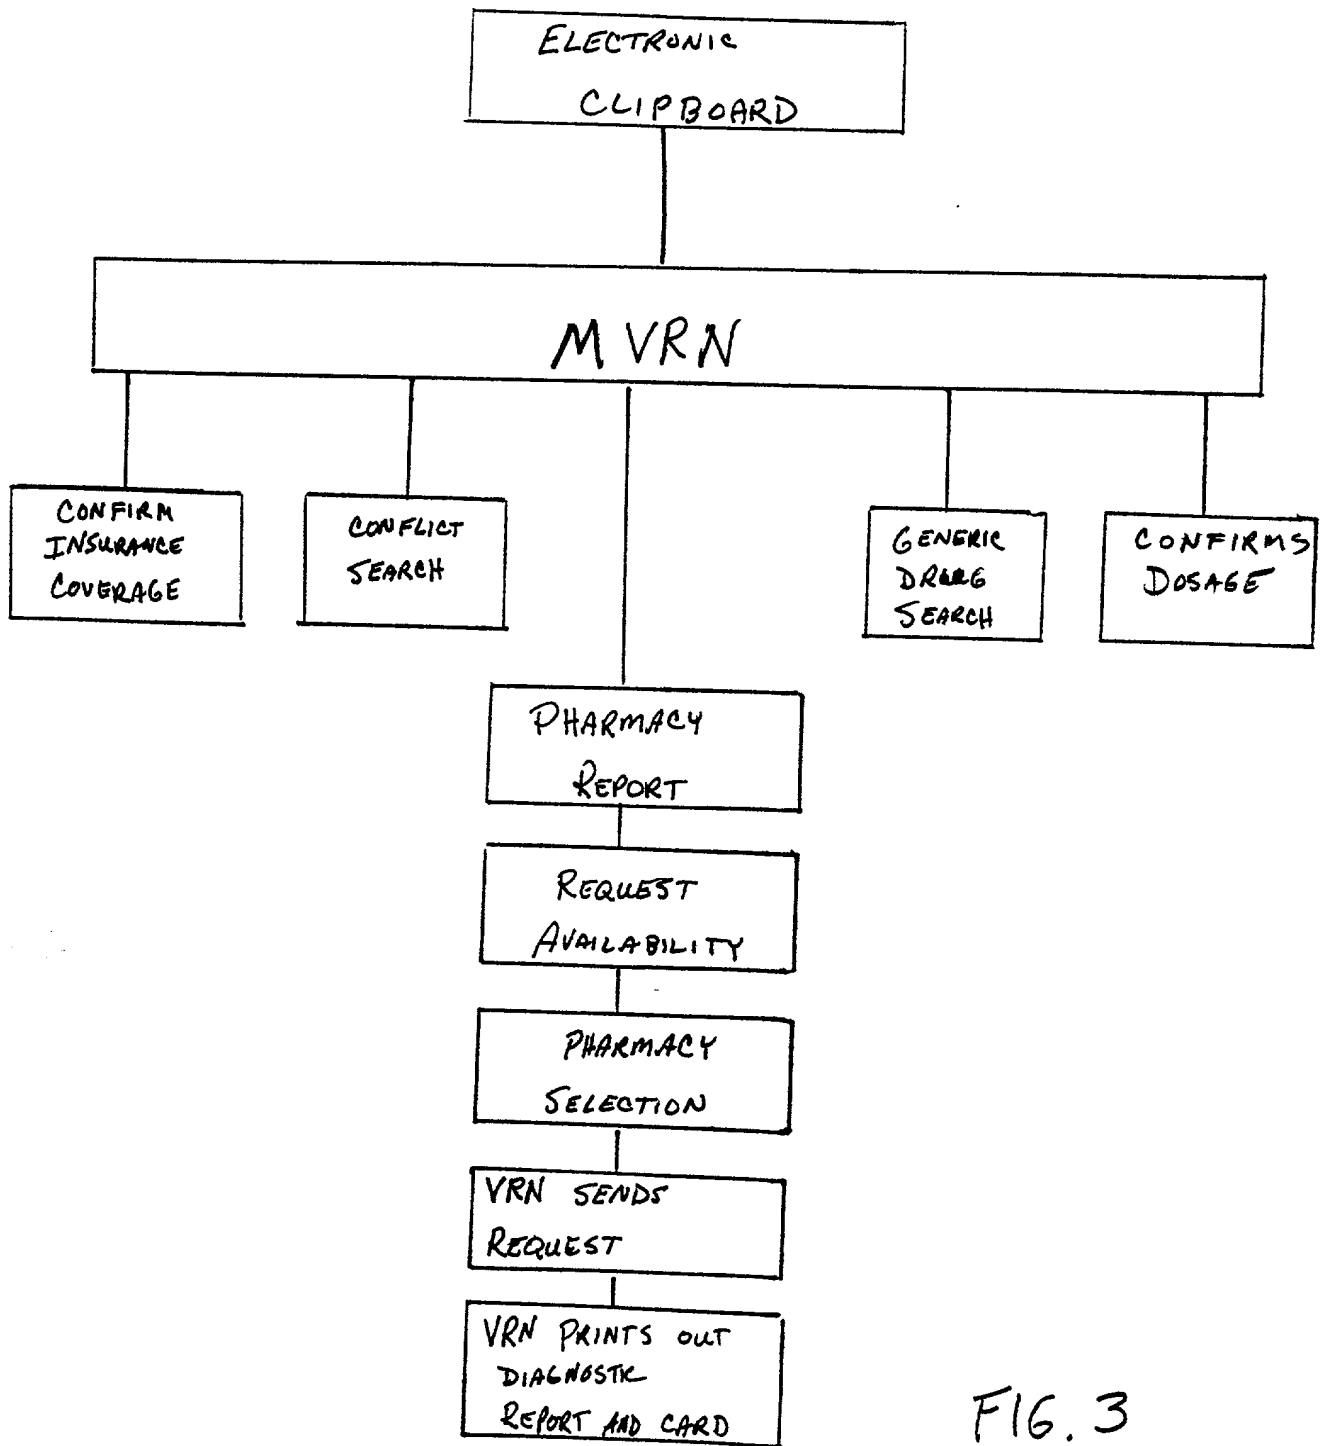 ELECTRONIC
CLIPBOARD
MVRN
CONFIRM
INSURANCE
COVERAGE
CONFLICT
SEARCH
GENERIC
DRUG
SEARCH
CONFIRMS
DOSAGE
PHARMACY
REPORT
REQUEST
AVAILABILITY
PHARMACY
SELECTION
VRN SENDS
REQUEST
VRN PRINTS OUT
DIAGNOSTIC
REPORT AND CARD
FIG. 3